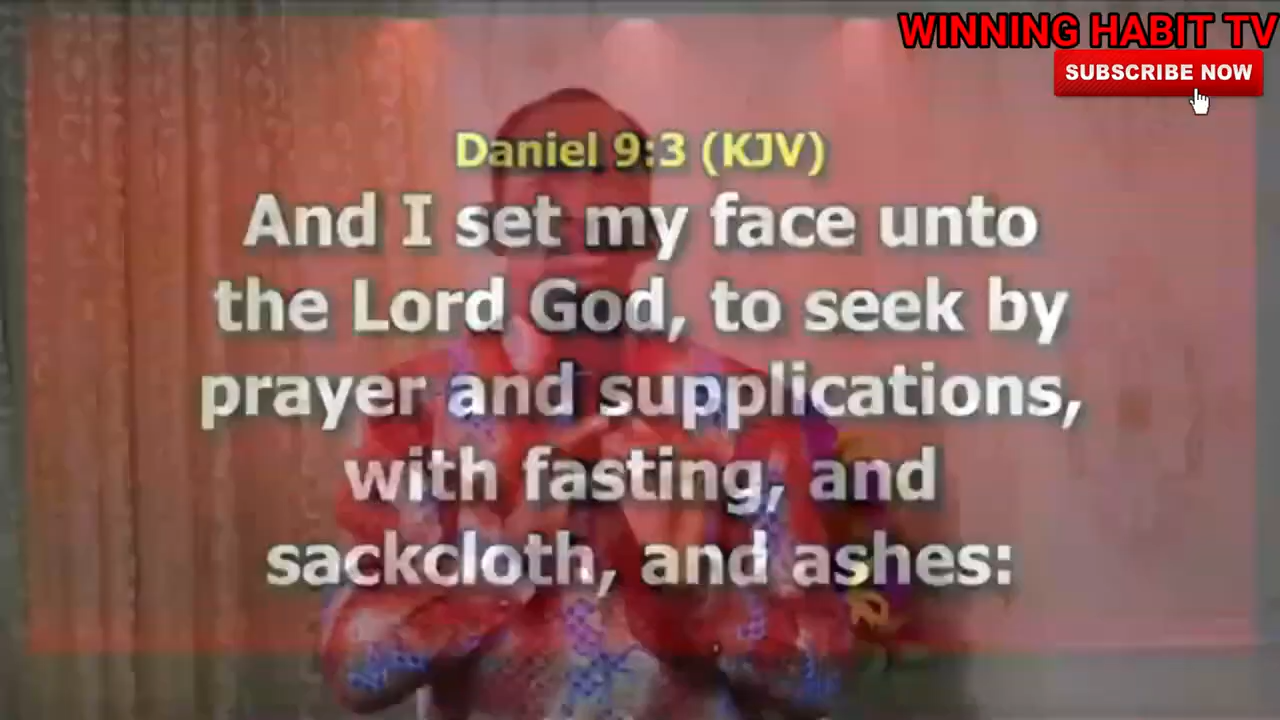 WINNING HABIT TV
SUBSCRIBE NOW
Daniel 9:3 (KJV)
And I set my face unto
the Lord God, to seek by
prayer and supplications,
with fasting, and
sackcloth, and ashes: